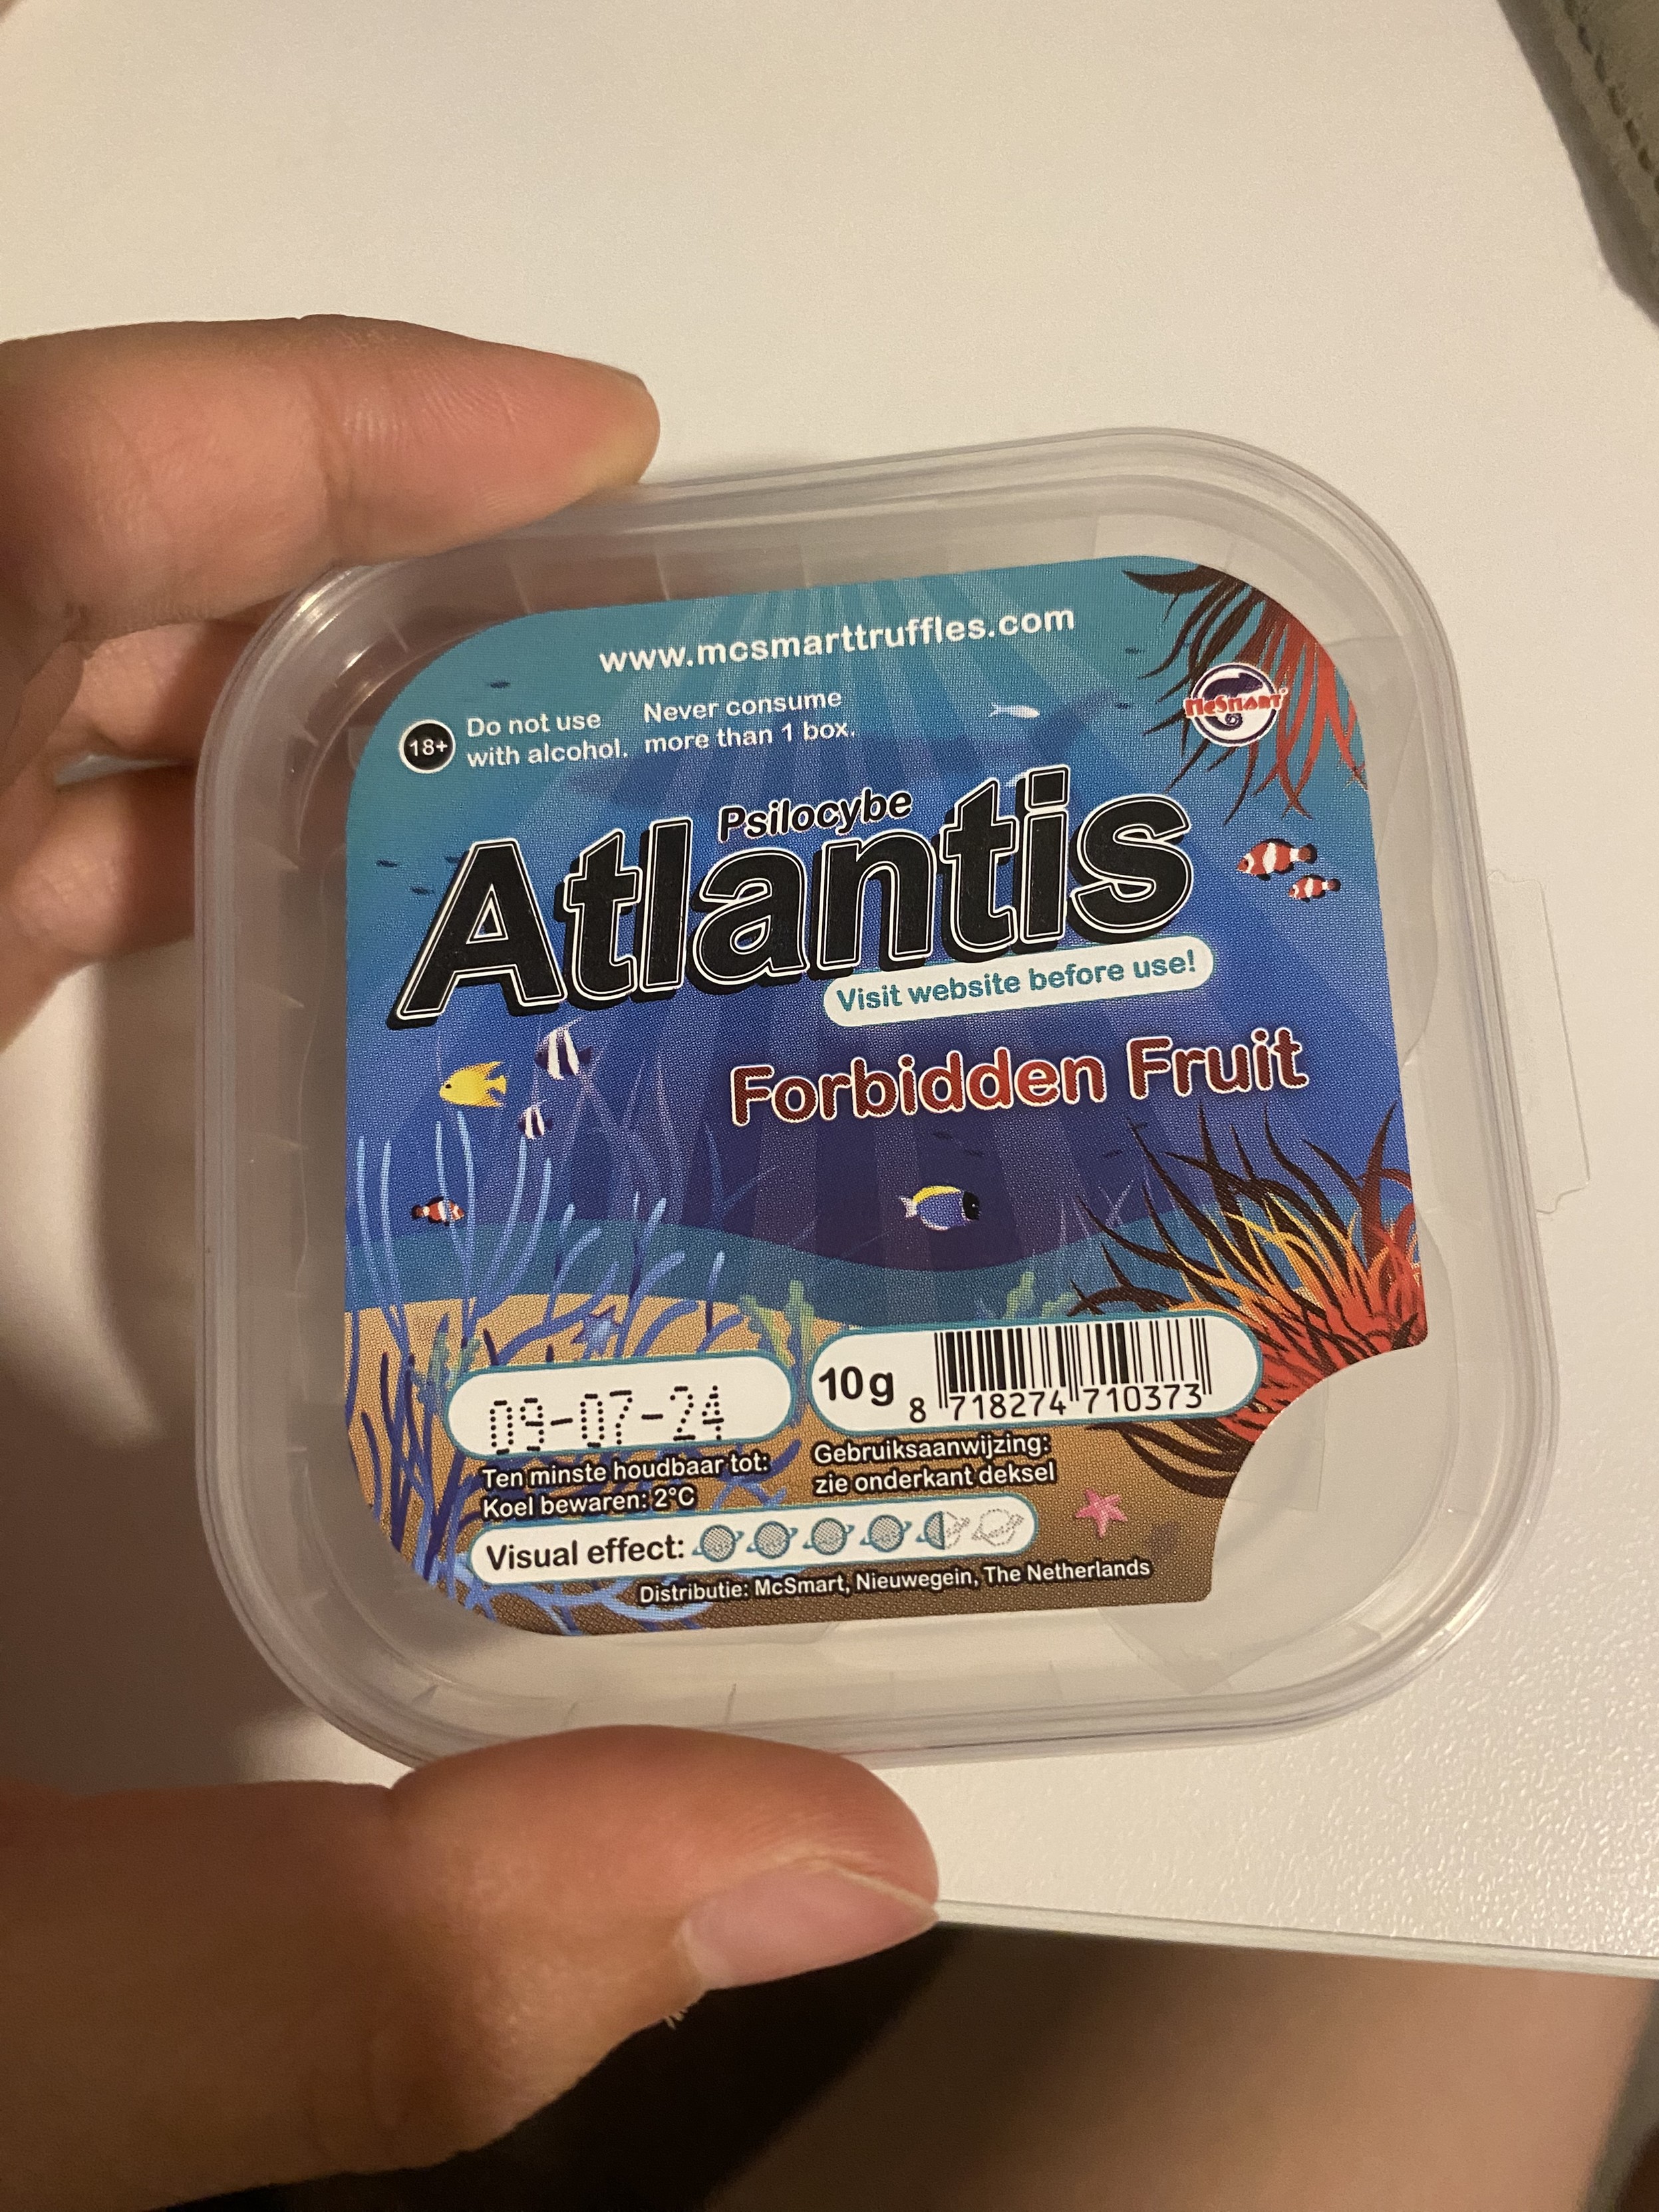 www.mcsmarttruffles.com
McSmart
18+
Do not use
with alcohol.
Never consume
more than 1 box.
Psilocybe
Atlantis
Visit website before use!
Forbidden Fruit
09-07-24
10g
8 718274 710373
Ten minste houdbaar tot:
Koel bewaren: 2°C
Gebruiksaanwijzing:
zie onderkant deksel
Visual effect:
Distributie: McSmart, Nieuwegein, The Netherlands